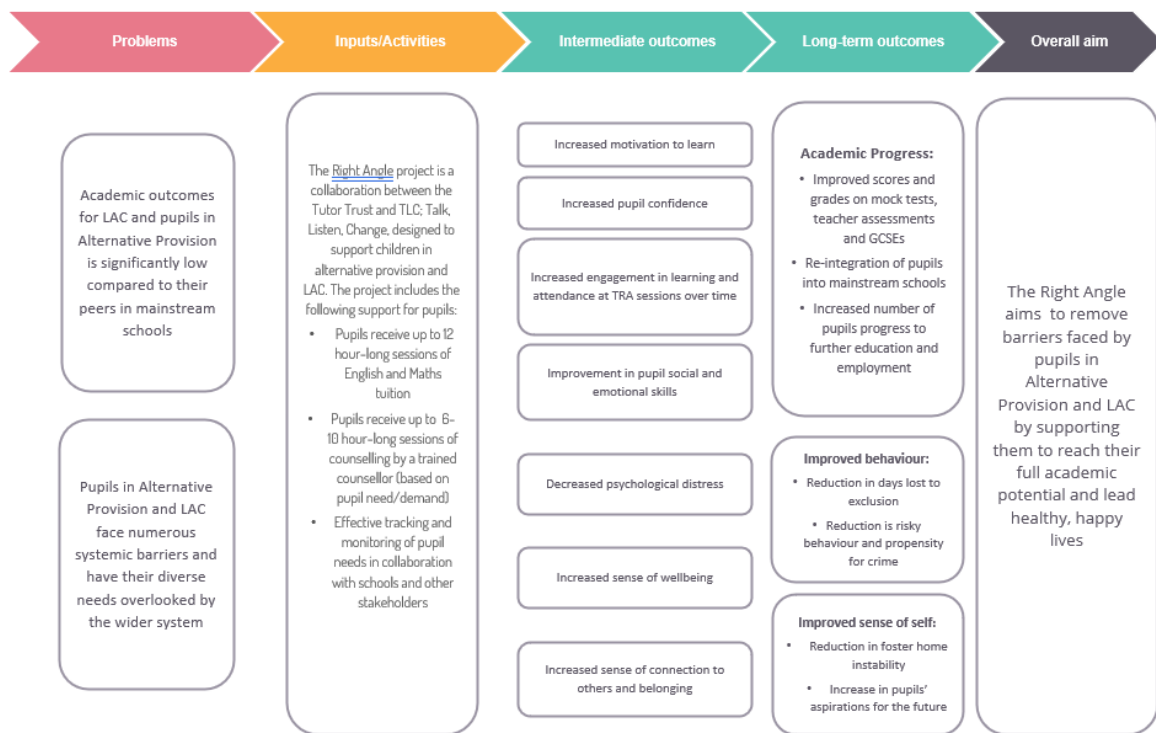 Problems
Inputs/Activities
Intermediate outcomes
Long-term outcomes
Overall aim
Academic outcomes
for LAC and pupils in
Alternative Provision
is significantly low
compared to their
peers in mainstream
schools
Pupils in Alternative
Provision and LAC
face numerous
systemic barriers and
have their diverse
needs overlooked by
the wider system
The Right Angle project is a
collaboration between the
Tutor Trust and TLC; Talk,
Listen, Change, designed to
support children in
alternative provision and
LAC. The project includes the
following support for pupils:
• Pupils receive up to 12
hour-long sessions of
English and Maths
tuition
• Pupils receive up to 6-
10 hour-long sessions of
counselling by a trained
counsellor (based on
pupil need/demand)
• Effective tracking and
monitoring of pupil
needs in collaboration
with schools and other
stakeholders
Increased motivation to learn
Increased pupil confidence
Increased engagement in learning and
attendance at TRA sessions over time
Improvement in pupil social and
emotional skills
Decreased psychological distress
Increased sense of wellbeing
Increased sense of connection to
others and belonging
Academic Progress:
• Improved scores and
grades on mock tests,
teacher assessments
and GCSEs
• Re-integration of pupils
into mainstream schools
• Increased number of
pupils progress to
further education and
employment
Improved behaviour:
• Reduction in days lost to
exclusion
• Reduction is risky
behaviour and propensity
for crime
Improved sense of self:
• Reduction in foster home
instability
• Increase in pupils'
aspirations for the future
The Right Angle
aims to remove
barriers faced by
pupils in
Alternative
Provision and LAC
by supporting
them to reach their
full academic
potential and lead
healthy, happy
lives